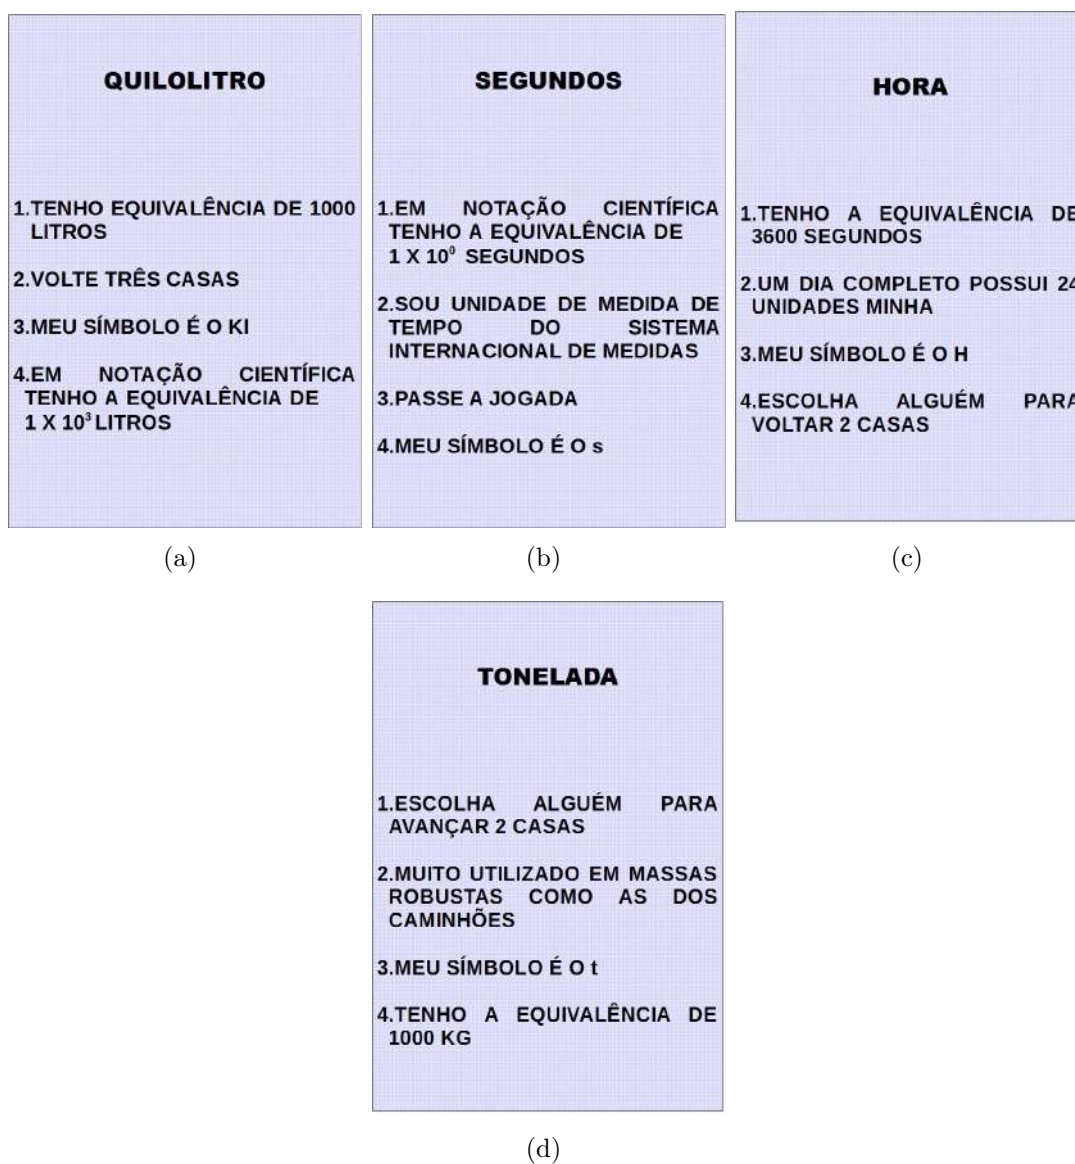 QUILOLITRO
1.TENHO EQUIVALÊNCIA DE 1000
LITROS
2.VOLTE TRÊS CASAS
3.MEU SÍMBOLO É O Kl
4.EM NOTAÇÃO CIENTÍFICA
TENHO A EQUIVALÊNCIA DE
1 X 10³ LITROS
(a)
SEGUNDOS
1.EM NOTAÇÃO CIENTÍFICA
TENHO A EQUIVALÊNCIA DE
1 X 10⁰ SEGUNDOS
2.SOU UNIDADE DE MEDIDA DE
TEMPO DO SISTEMA
INTERNACIONAL DE MEDIDAS
3.PASSE A JOGADA
4.MEU SÍMBOLO É O s
(b)
HORA
1.TENHO A EQUIVALÊNCIA DE
3600 SEGUNDOS
2.UM DIA COMPLETO POSSUI 24
UNIDADES MINHA
3.MEU SÍMBOLO É O H
4.ESCOLHA ALGUÉM PARA
VOLTAR 2 CASAS
(c)
TONELADA
1.ESCOLHA ALGUÉM PARA
AVANÇAR 2 CASAS
2.MUITO UTILIZADO EM MASSAS
ROBUSTAS COMO AS DOS
CAMINHÕES
3.MEU SÍMBOLO É O t
4.TENHO A EQUIVALÊNCIA DE
1000 KG
(d)